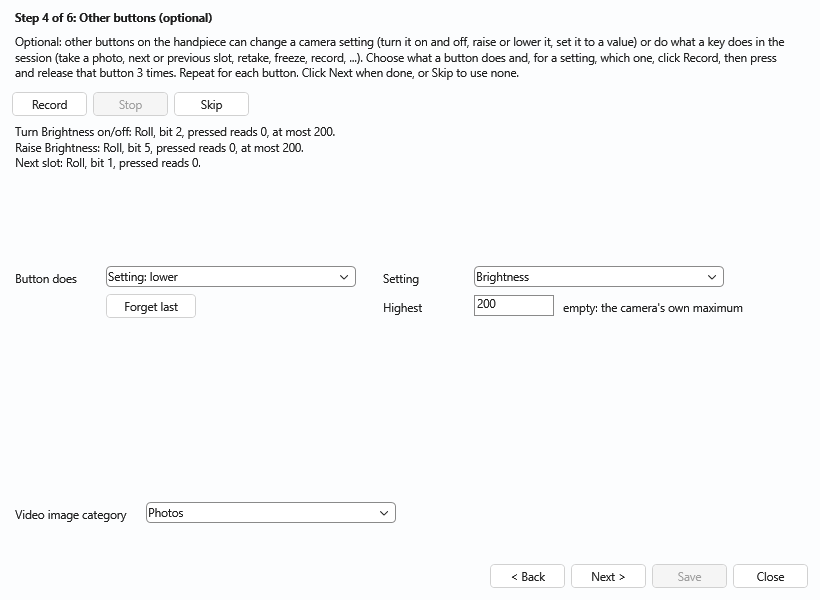 Step 4 of 6: Other buttons (optional)
Optional: other buttons on the handpiece can change a camera setting (turn it on and off, raise or lower it, set it to a value) or do what a key does in the
session (take a photo, next or previous slot, retake, freeze, record, ...). Choose what a button does and, for a setting, which one, click Record, then press
and release that button 3 times. Repeat for each button. Click Next when done, or Skip to use none.
Record Stop Skip
Turn Brightness on/off: Roll, bit 2, pressed reads 0, at most 200.
Raise Brightness: Roll, bit 5, pressed reads 0, at most 200.
Next slot: Roll, bit 1, pressed reads 0.
Button does Setting: lower Setting Brightness
Forget last Highest 200 empty: the camera's own maximum
Video image category Photos
< Back Next > Save Close